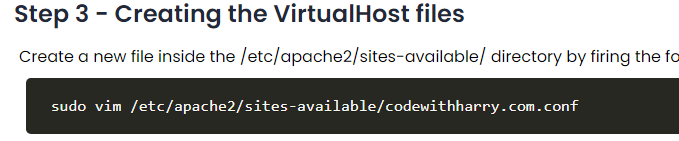 Step 3 - Creating the VirtualHost files
Create a new file inside the /etc/apache2/sites-available/ directory by firing the
sudo vim /etc/apache2/sites-available/codewithharry.com.conf